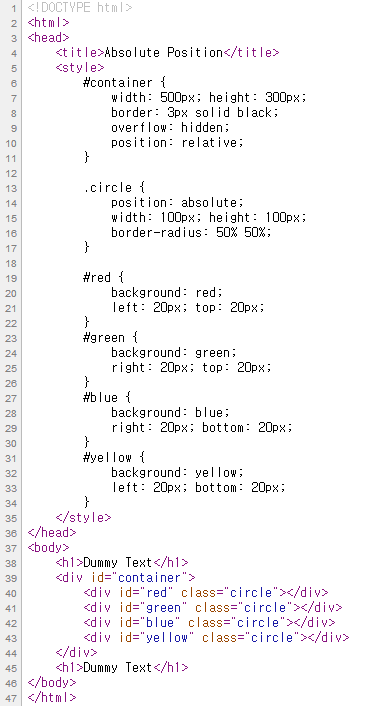 1 <!DOCTYPE html>
2 <html>
3 <head>
4     <title>Absolute Position</title>
5     <style>
6         #container {
7             width: 500px; height: 300px;
8             border: 3px solid black;
9             overflow: hidden;
10             position: relative;
11         }
12
13         .circle {
14             position: absolute;
15             width: 100px; height: 100px;
16             border-radius: 50% 50%;
17         }
18
19         #red {
20             background: red;
21             left: 20px; top: 20px;
22         }
23         #green {
24             background: green;
25             right: 20px; top: 20px;
26         }
27         #blue {
28             background: blue;
29             right: 20px; bottom: 20px;
30         }
31         #yellow {
32             background: yellow;
33             left: 20px; bottom: 20px;
34         }
35     </style>
36 </head>
37 <body>
38     <h1>Dummy Text</h1>
39     <div id="container">
40         <div id="red" class="circle"></div>
41         <div id="green" class="circle"></div>
42         <div id="blue" class="circle"></div>
43         <div id="yellow" class="circle"></div>
44     </div>
45     <h1>Dummy Text</h1>
46 </body>
47 </html>